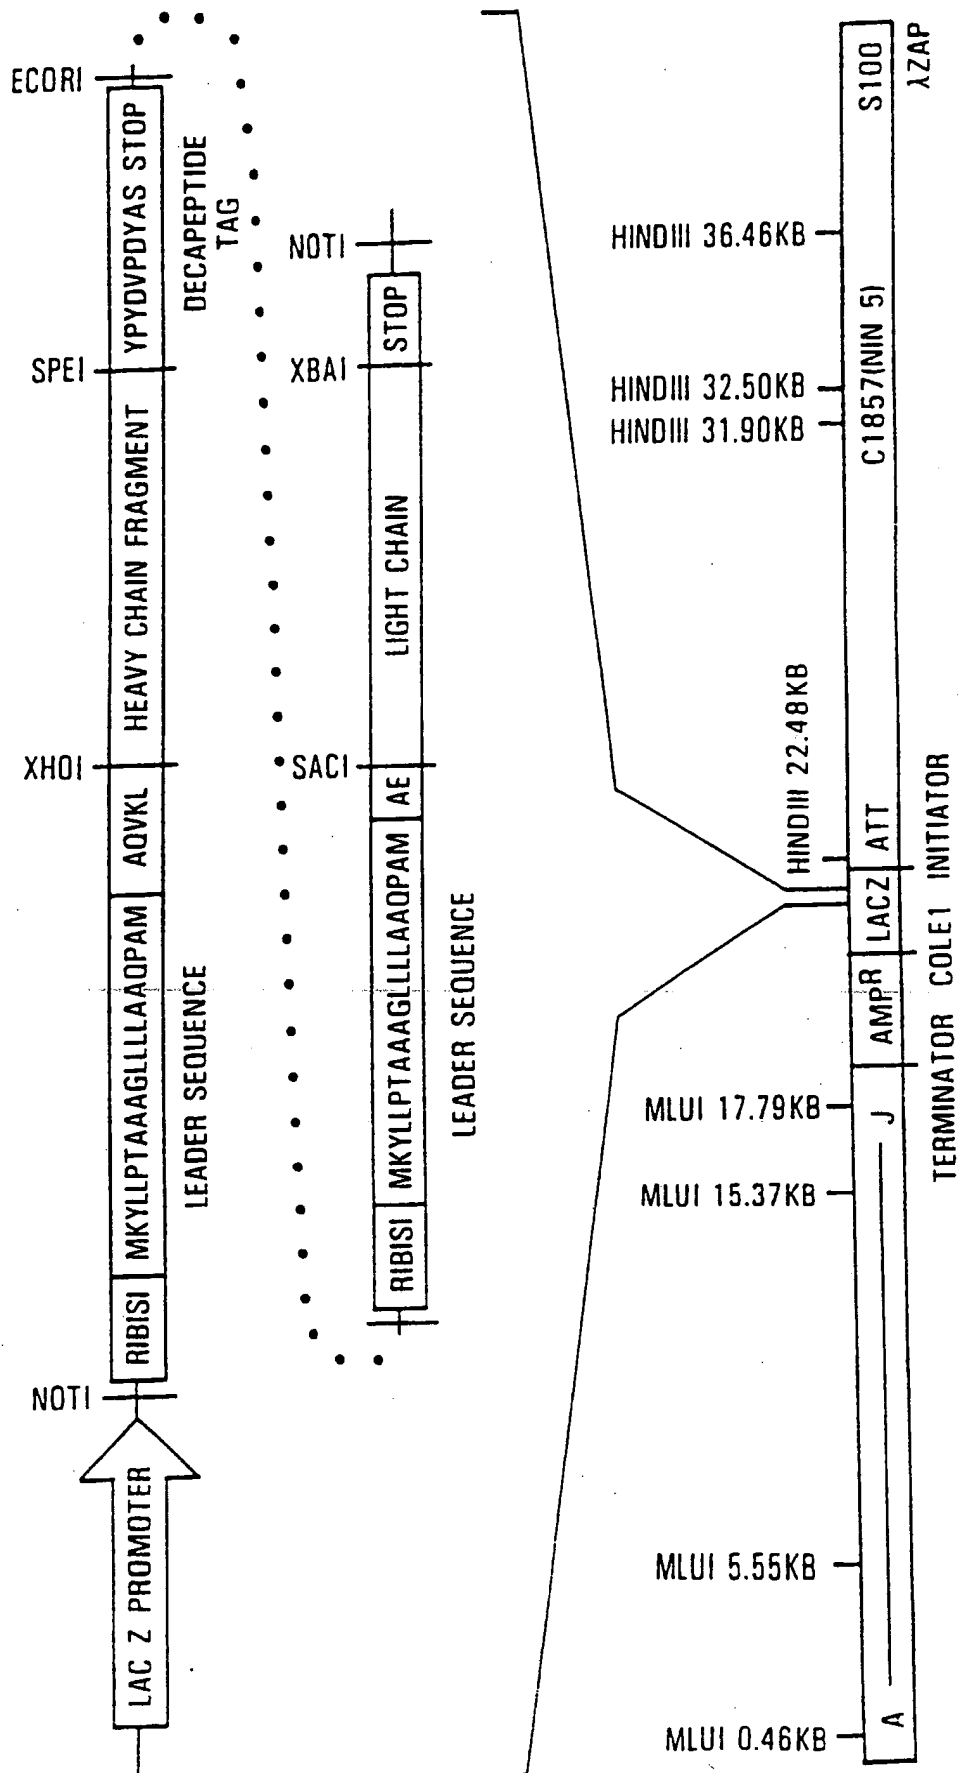 LAC Z PROMOTER
NOTI
RIBISI
MKYLLPTAAAGLLLLAAQPAM
LEADER SEQUENCE
AQVKL
XHOI
HEAVY CHAIN FRAGMENT
SPEI
YPYDVPDYAS STOP
DECAPEPTIDE
TAG
ECORI
RIBISI
MKYLLPTAAAGLLLLAAQPAM
LEADER SEQUENCE
AE
SACI
LIGHT CHAIN
XBAI
STOP
NOTI
MLUI 0.46KB
MLUI 5.55KB
MLUI 15.37KB
MLUI 17.79KB
HINDIII 22.48KB
HINDIII 31.90KB
HINDIII 32.50KB
HINDIII 36.46KB
A
J
AMPR
LACZ
ATT
C1857(NIN 5)
S100
TERMINATOR COLE1 INITIATOR
λZAP